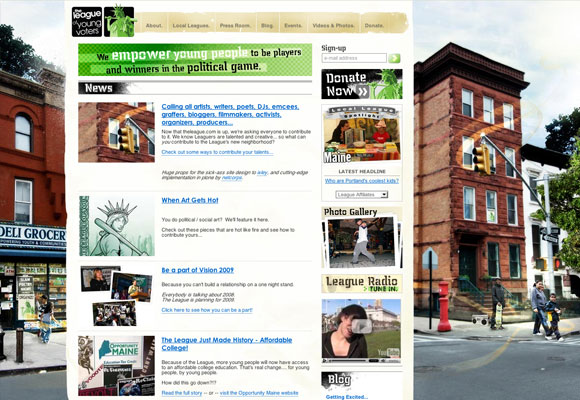 the
league
of young
voters
About. Local Leagues. Press Room. Blog. Events. Videos & Photos. Donate.
We empower young people to be players
and winners in the political game.
Sign-up
e-mail address
Donate
Now
News
Calling all artists, writers, poets, DJs, emcees,
graffers, bloggers, filmmakers, activists,
organizers, producers...
Now that theleague.com is up, we're asking everyone to contribute
to it. We know Leaguers are talented and creative... so what can
you contribute to the League's new neighborhood?
Check out some ways to contribute your talents...
Huge props for the sick-ass site design to and cutting-edge
implementation in plone by netcorps.
Local League
Spotlight
Maine
LATEST HEADLINE
Who are Portland's coolest kids?
League Affiliates
When Art Gets Hot
You do political / social art? We'll feature it here.
Check out these pieces that are hot like fire and see how to
contribute yours...
Photo Gallery
Be a part of Vision 2009
Because you can't build a relationship on a one night stand.
Everybody is talking about 2008.
The League is planning for 2009.
Click here to see how you can be a part!
League Radio
TUNE IN
You Tube
The League Just Made History - Affordable
College!
Because of the League, more young people will now have access
to an affordable college education. That's real change.... for young
people, by young people.
How did this go down?!?
Read the full story -- or -- visit the Opportunity Maine website
OPPORTUNITY
MAINE
Blog
Getting Excited...
DELI GROCERY